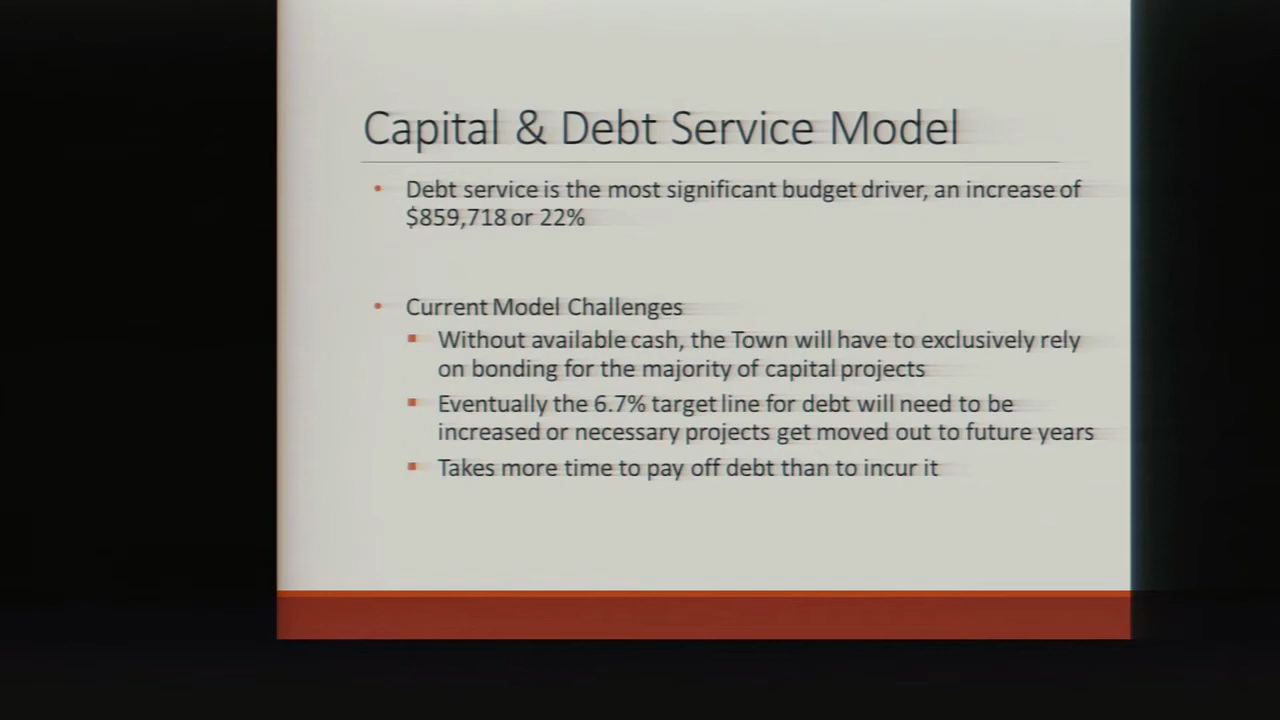 Capital & Debt Service Model
Debt service is the most significant budget driver, an increase of
$859,718 or 22%
Current Model Challenges
Without available cash, the Town will have to exclusively rely
on bonding for the majority of capital projects
Eventually the 6.7% target line for debt will need to be
increased or necessary projects get moved out to future years
Takes more time to pay off debt than to incur it